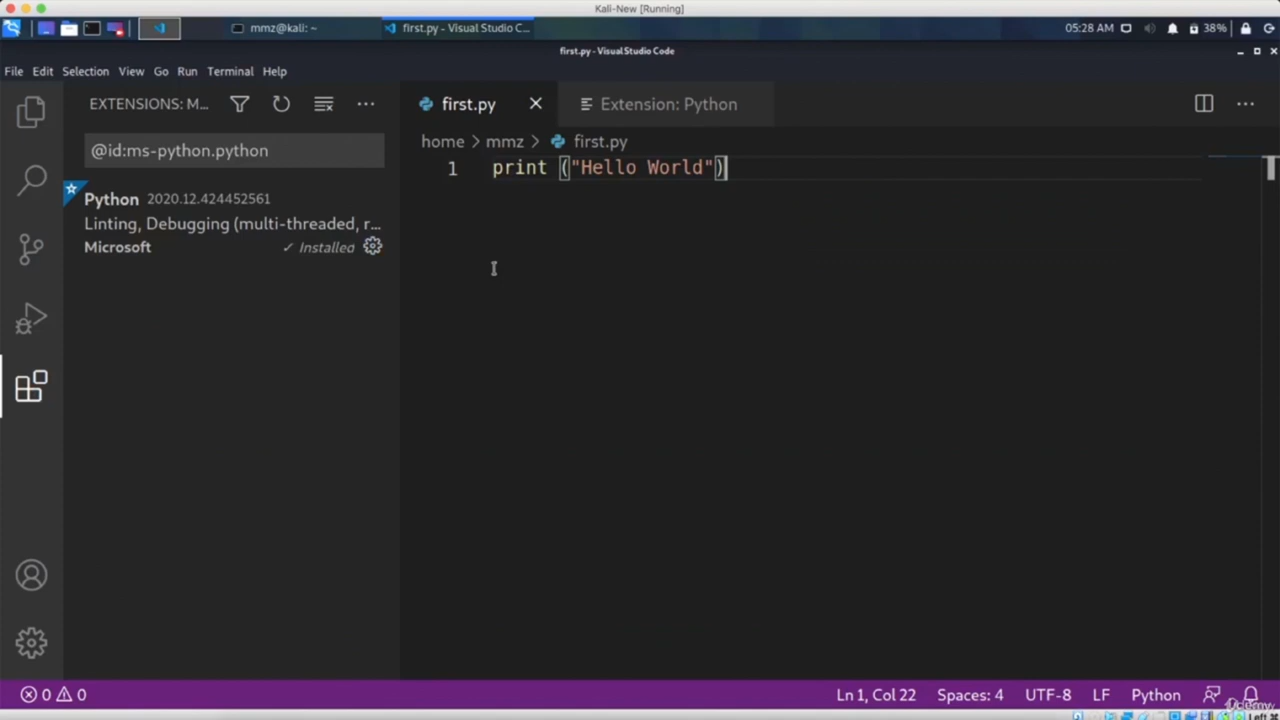 Kali-New [Running]
mmz@kali: ~
first.py - Visual Studio C...
05:28 AM
38%
first.py - Visual Studio Code
File Edit Selection View Go Run Terminal Help
EXTENSIONS: M...
first.py
Extension: Python
@id:ms-python.python
home > mmz > first.py
1 print ("Hello World")
Python 2020.12.424452561
Linting, Debugging (multi-threaded, r...
Microsoft ✓ Installed
0 0
Ln 1, Col 22 Spaces: 4 UTF-8 LF Python
Udemy
Left ⌘